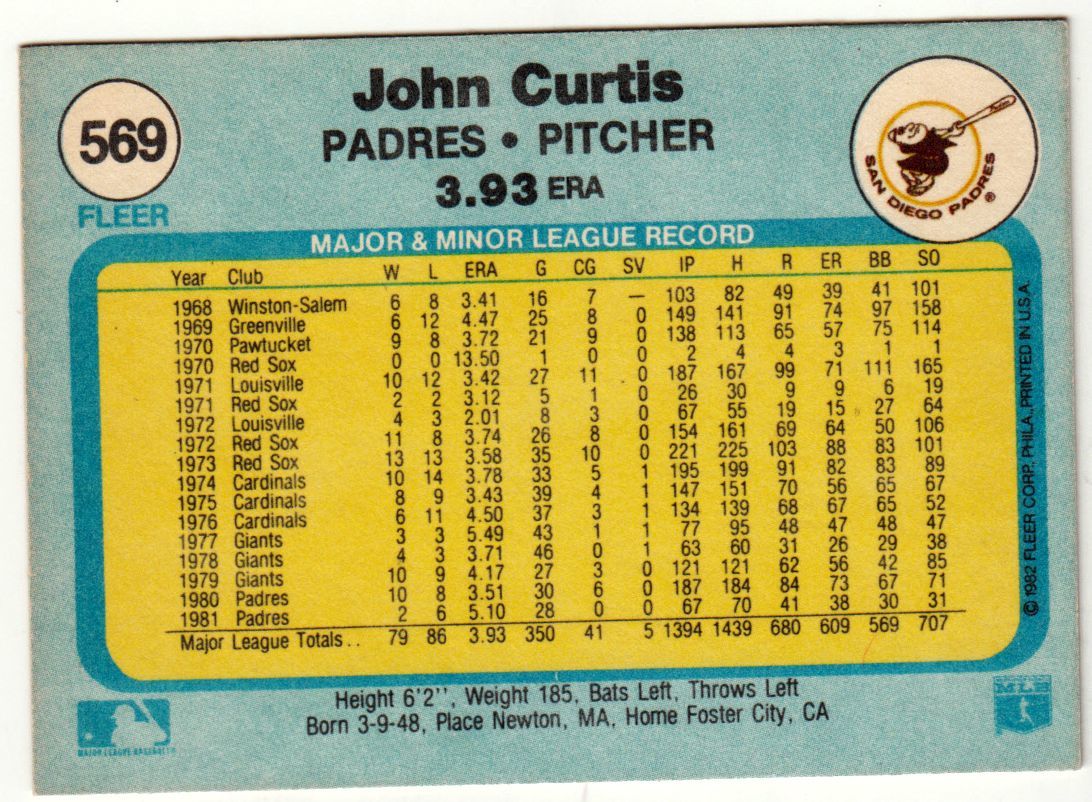 569
FLEER
John Curtis
PADRES • PITCHER
3.93 ERA
SAN DIEGO PADRES ®
MAJOR & MINOR LEAGUE RECORD
Year Club W L ERA G CG SV IP H R ER BB SO
1968 Winston-Salem 6 8 3.41 16 7 — 103 82 49 39 41 101
1969 Greenville 6 12 4.47 25 8 0 149 141 91 74 97 158
1970 Pawtucket 9 8 3.72 21 9 0 138 113 65 57 75 114
1970 Red Sox 0 0 13.50 1 0 0 2 4 4 3 1 1
1971 Louisville 10 12 3.42 27 11 0 187 167 99 71 111 165
1971 Red Sox 2 2 3.12 5 1 0 26 30 9 9 6 19
1972 Louisville 4 3 2.01 8 3 0 67 55 19 15 27 64
1972 Red Sox 11 8 3.74 26 8 0 154 161 69 64 50 106
1973 Red Sox 13 13 3.58 35 10 0 221 225 103 88 83 101
1974 Cardinals 10 14 3.78 33 5 1 195 199 91 82 83 89
1975 Cardinals 8 9 3.43 39 4 1 147 151 70 56 65 67
1976 Cardinals 6 11 4.50 37 3 1 134 139 68 67 65 52
1977 Giants 3 3 5.49 43 1 1 77 95 48 47 48 47
1978 Giants 4 3 3.71 46 0 1 63 60 31 26 29 38
1979 Giants 10 9 4.17 27 3 0 121 121 62 56 42 85
1980 Padres 10 8 3.51 30 6 0 187 184 84 73 67 71
1981 Padres 2 6 5.10 28 0 0 67 70 41 38 30 31
Major League Totals . . 79 86 3.93 350 41 5 1394 1439 680 609 569 707
© 1982 FLEER CORP., PHILA., PRINTED IN U.S.A.
Height 6'2'', Weight 185, Bats Left, Throws Left
Born 3-9-48, Place Newton, MA, Home Foster City, CA
MAJOR LEAGUE BASEBALL
MLB